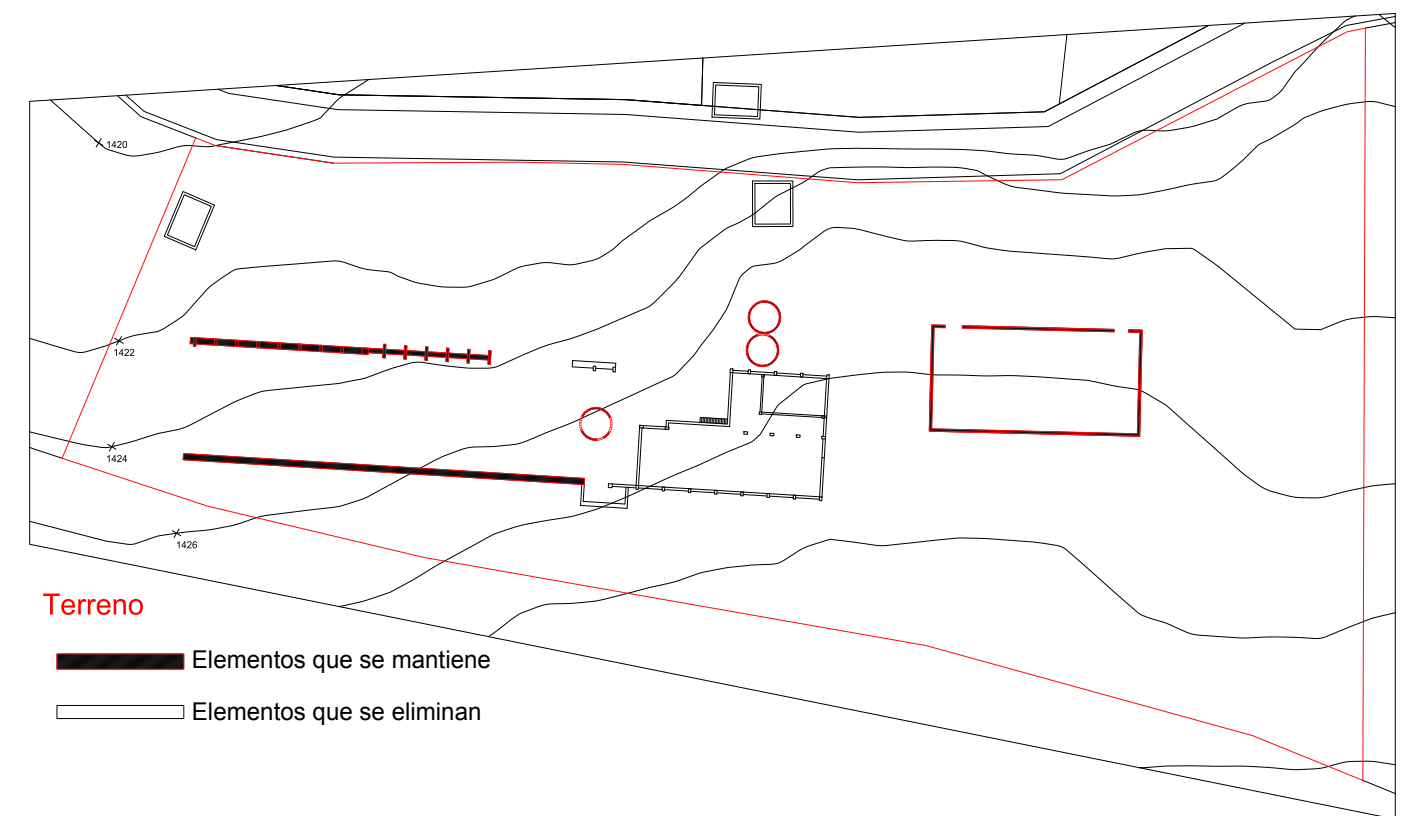 1420
1422
1424
1426
Terreno
Elementos que se mantiene
Elementos que se eliminan